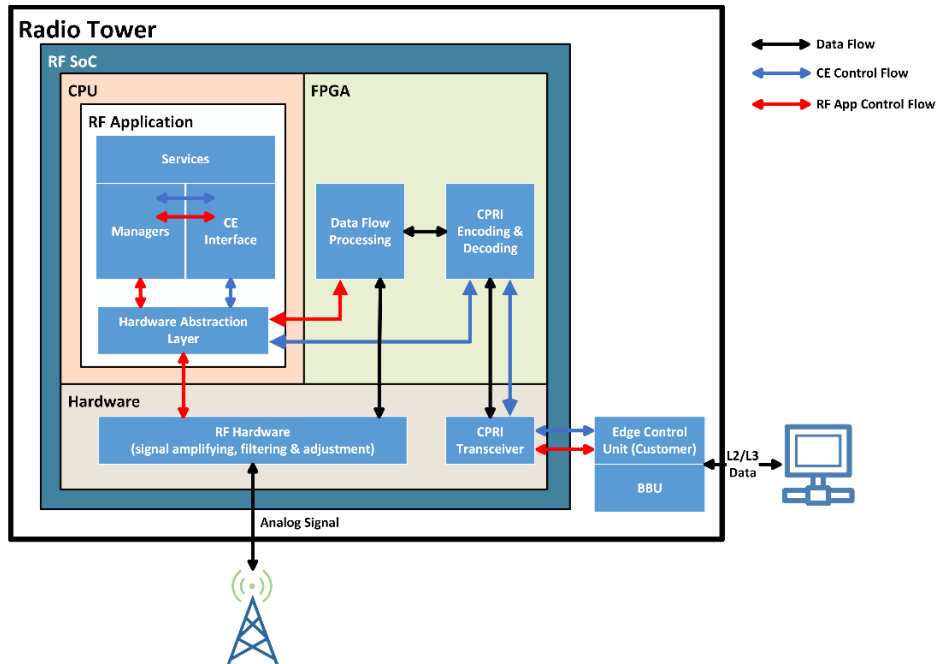 Radio Tower
RF SoC
CPU
FPGA
RF Application
Services
Managers
CE
Interface
Hardware Abstraction
Layer
Data Flow
Processing
CPRI
Encoding &
Decoding
Hardware
RF Hardware
(signal amplifying, filtering & adjustment)
CPRI
Transceiver
Edge Control
Unit (Customer)
BBU
L2/L3
Data
Analog Signal
Data Flow
CE Control Flow
RF App Control Flow